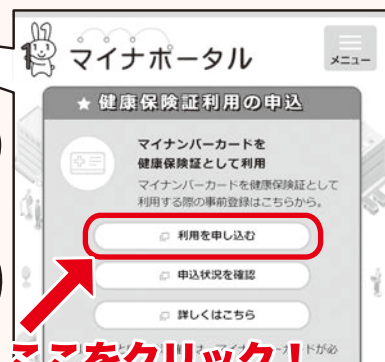 マイナポータル
メニュー
★ 健康保険証利用の申込
マイナンバーカードを
健康保険証として利用
マイナンバーカードを健康保険証として
利用する際の事前登録はこちらから。
利用を申し込む
申込状況を確認
詳しくはこちら
ここをクリック!